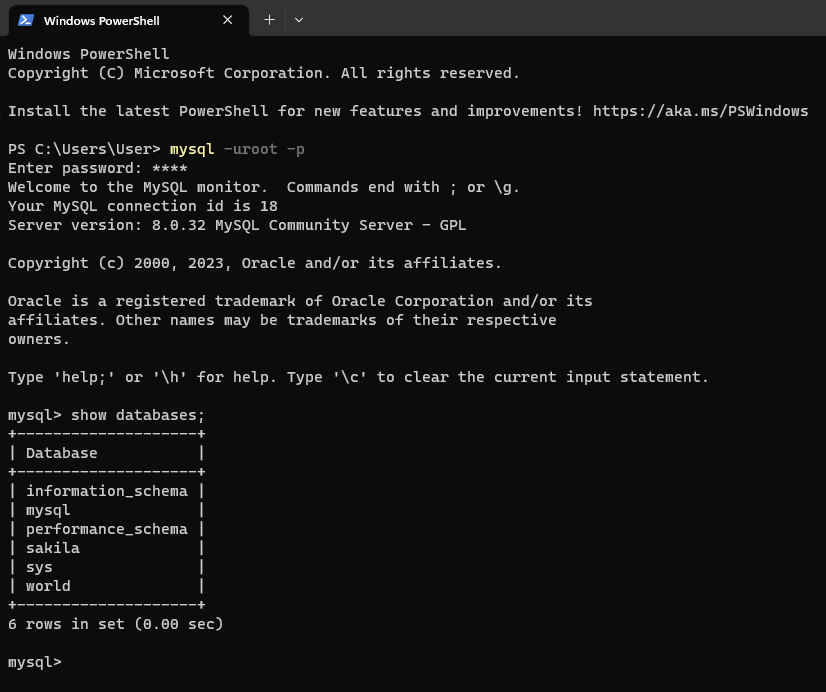 Windows PowerShell
Windows PowerShell
Copyright (C) Microsoft Corporation. All rights reserved.
Install the latest PowerShell for new features and improvements! https://aka.ms/PSWindows
PS C:\Users\User> mysql -uroot -p
Enter password: ****
Welcome to the MySQL monitor.  Commands end with ; or \g.
Your MySQL connection id is 18
Server version: 8.0.32 MySQL Community Server - GPL
Copyright (c) 2000, 2023, Oracle and/or its affiliates.
Oracle is a registered trademark of Oracle Corporation and/or its
affiliates. Other names may be trademarks of their respective
owners.
Type 'help;' or '\h' for help. Type '\c' to clear the current input statement.
mysql> show databases;
+--------------------+
| Database           |
+--------------------+
| information_schema |
| mysql              |
| performance_schema |
| sakila             |
| sys                |
| world              |
+--------------------+
6 rows in set (0.00 sec)
mysql>